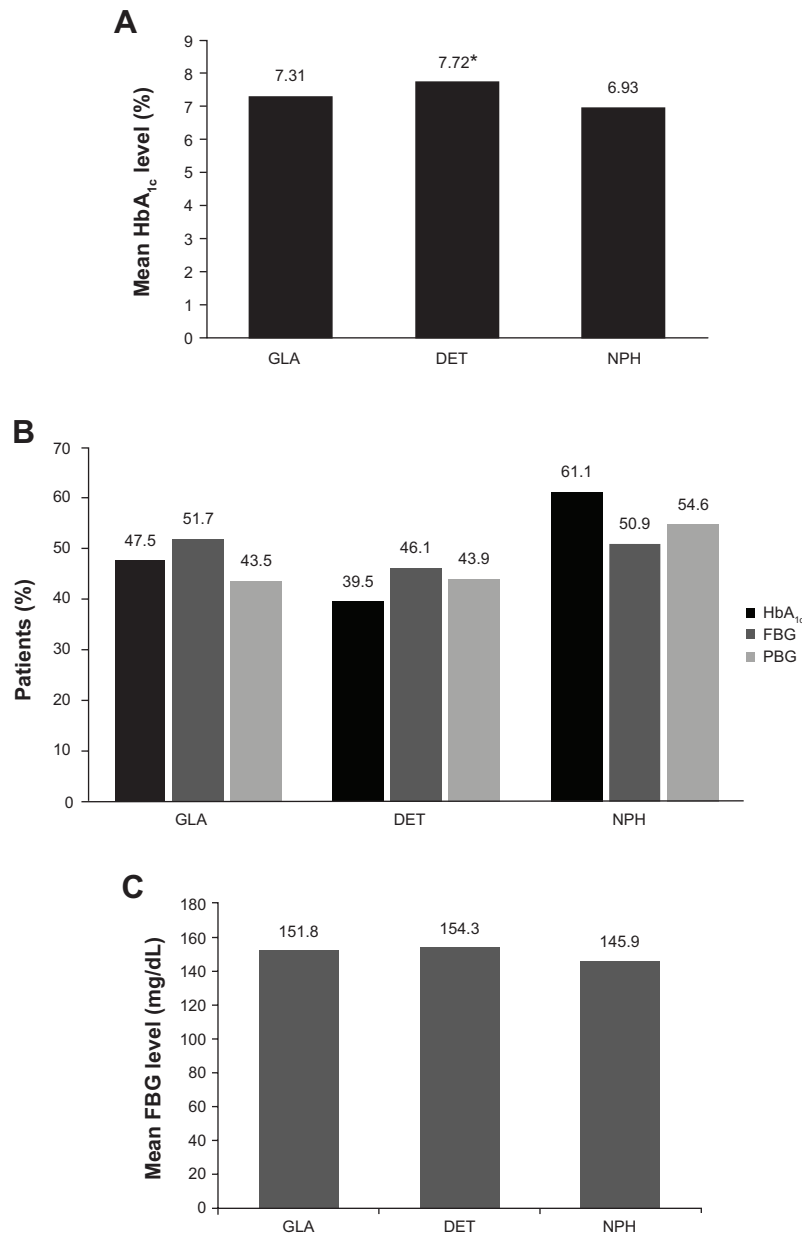 A
Mean HbA1c level (%)
9
8
7
6
5
4
3
2
1
0
7.31
7.72*
6.93
GLA
DET
NPH
B
Patients (%)
70
60
50
40
30
20
10
0
47.5
51.7
43.5
39.5
46.1
43.9
61.1
50.9
54.6
GLA
DET
NPH
HbA1c
FBG
PBG
C
Mean FBG level (mg/dL)
180
160
140
120
100
80
60
40
20
0
151.8
154.3
145.9
GLA
DET
NPH